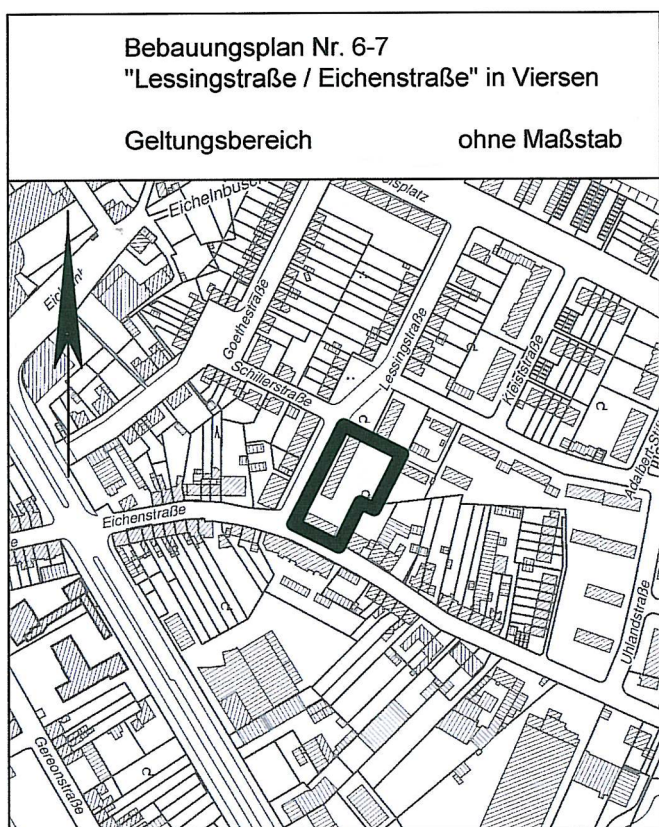 Bebauungsplan Nr. 6-7
"Lessingstraße / Eichenstraße" in Viersen
Geltungsbereich ohne Maßstab
Goethestraße
Schillerstraße
Lessingstraße
Kleiststraße
Eichenstraße
Uhlandstraße
Gereonstraße